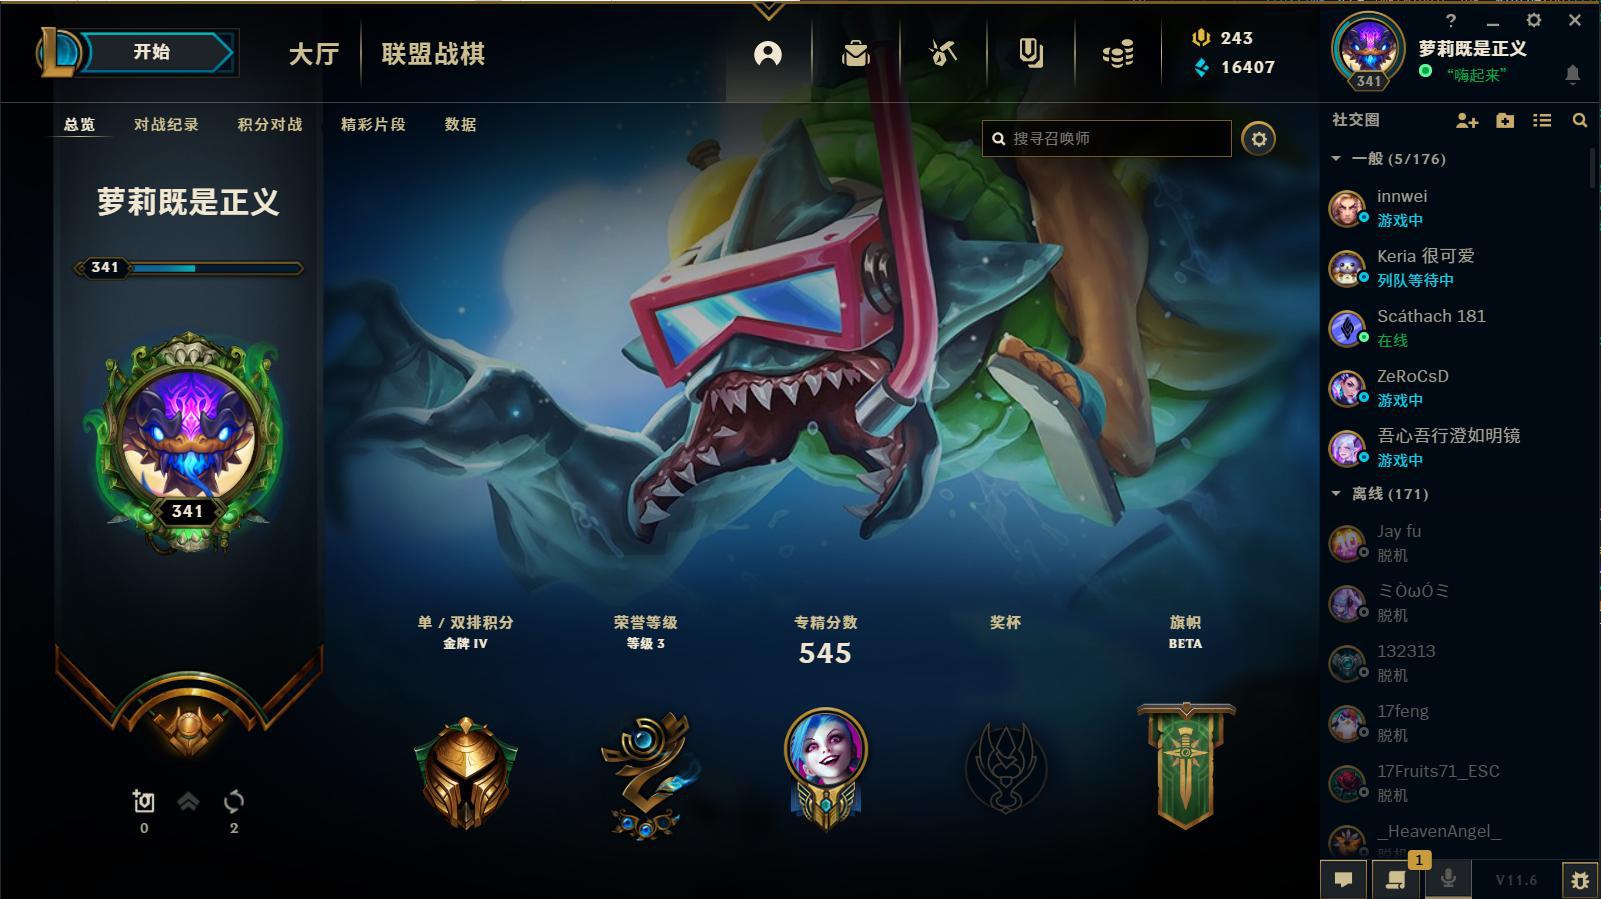 开始
大厅
联盟战棋
243
16407
341
萝莉既是正义
“嗨起来”
总览
对战纪录
积分对战
精彩片段
数据
搜寻召唤师
萝莉既是正义
341
341
单 / 双排积分
金牌 IV
荣誉等级
等级 3
专精分数
545
奖杯
旗帜
BETA
0
2
社交圈
一般 (5/176)
innwei
游戏中
Keria 很可爱
列队等待中
Scáthach 181
在线
ZeRoCsD
游戏中
吾心吾行澄如明镜
游戏中
离线 (171)
Jay fu
脱机
ミÒωÓミ
脱机
132313
脱机
17feng
脱机
17Fruits71_ESC
脱机
_HeavenAngel_
脱机
1
V11.6